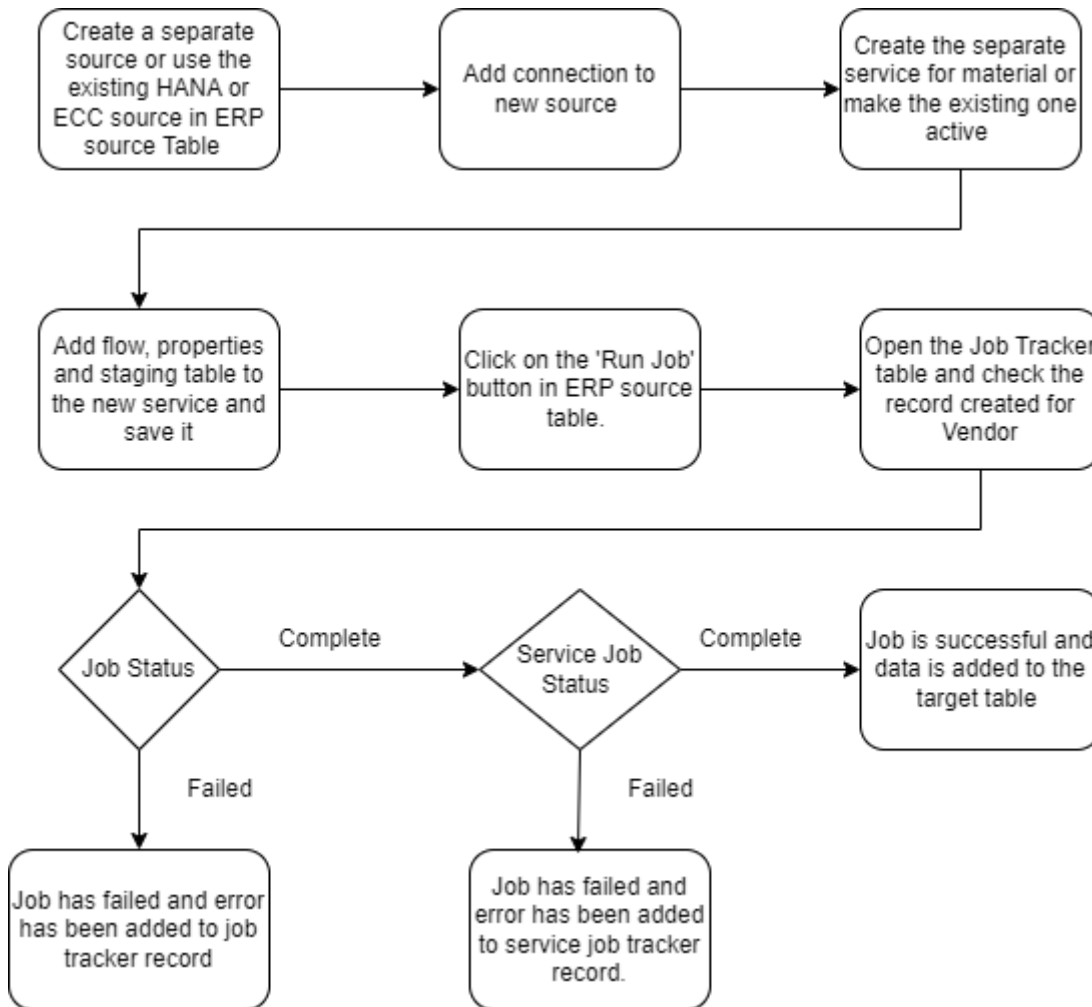 Create a separate
source or use the
existing HANA or
ECC source in ERP
source Table
Add connection to
new source
Create the separate
service for material or
make the existing one
active
Add flow, properties
and staging table to
the new service and
save it
Click on the 'Run Job'
button in ERP source
table.
Open the Job Tracker
table and check the
record created for
Vendor
Job Status
Complete
Service Job
Status
Complete
Job is successful and
data is added to the
target table
Failed
Failed
Job has failed and error
has been added to job
tracker record
Job has failed and
error has been added
to service job tracker
record.